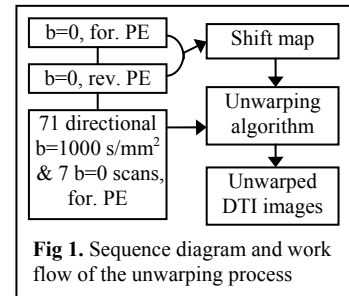 b=0, for. PE
b=0, rev. PE
71 directional
b=1000 s/mm²
& 7 b=0 scans,
for. PE
Shift map
Unwarping
algorithm
Unwarped
DTI images
Fig 1. Sequence diagram and work
flow of the unwarping process